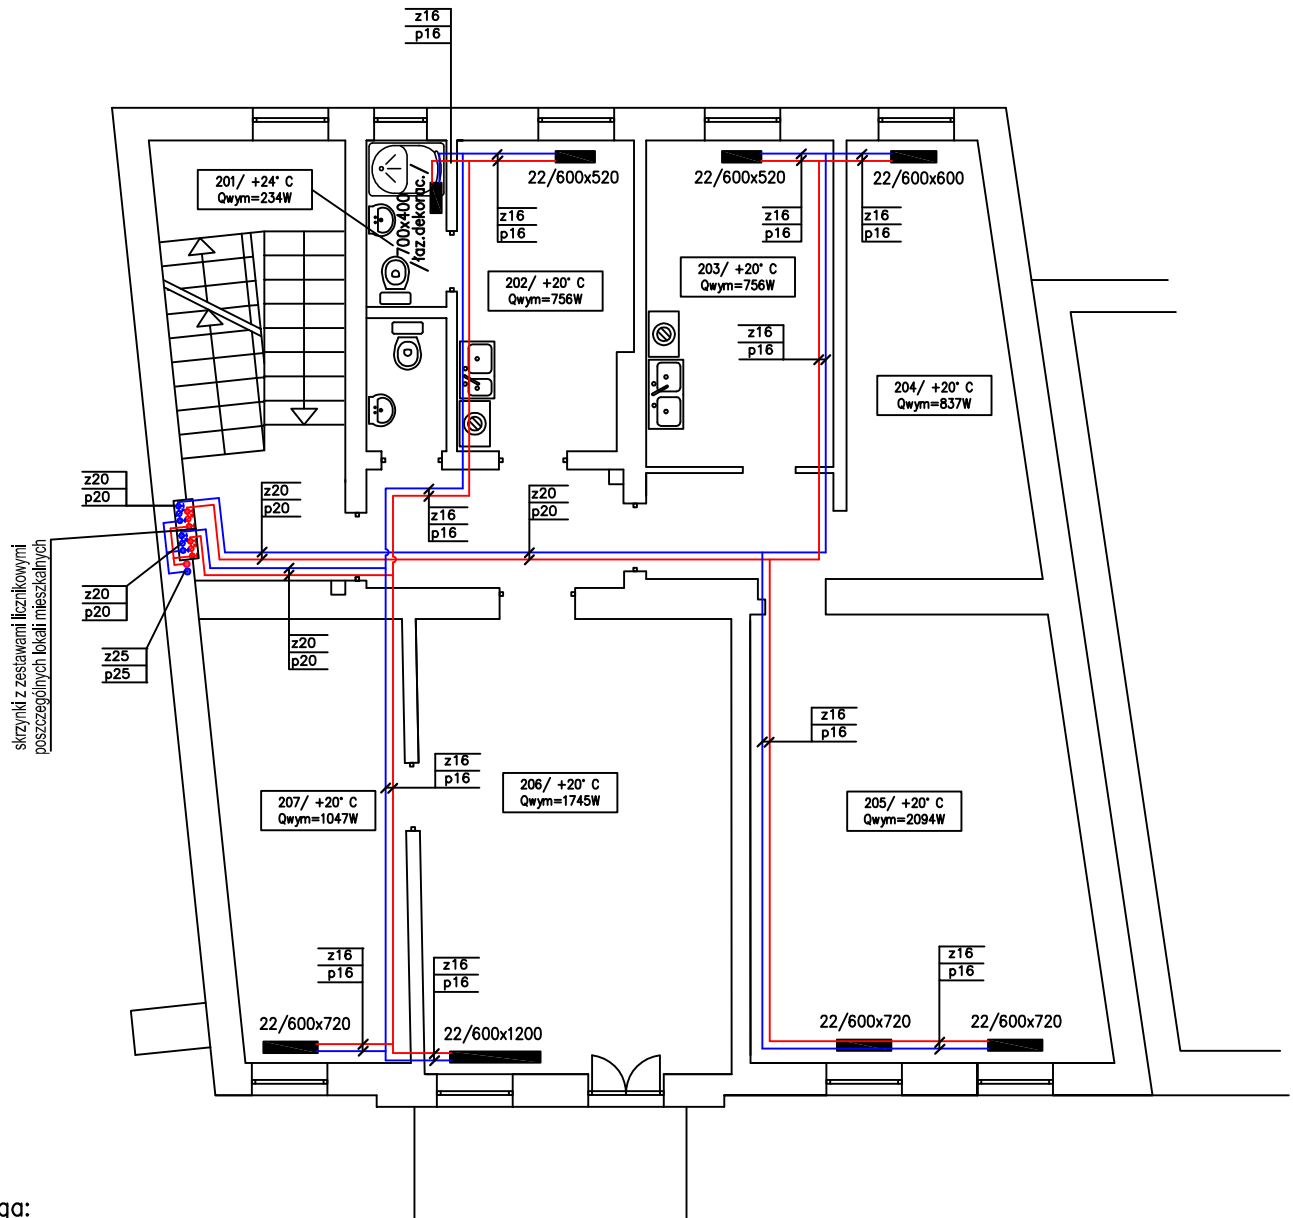 z16
p16
201/ +24° C
Qwym=234W
700x400
/łaz.dekorac./
22/600x520
22/600x520
22/600x600
z16
p16
z16
p16
z16
p16
202/ +20° C
Qwym=756W
203/ +20° C
Qwym=756W
z16
p16
204/ +20° C
Qwym=837W
z20
p20
z20
p20
z16
p16
z20
p20
skrzynki z zestawami licznikowymi
poszczególnych lokali mieszkalnych
z20
p20
z25
p25
z20
p20
z16
p16
z16
p16
207/ +20° C
Qwym=1047W
206/ +20° C
Qwym=1745W
205/ +20° C
Qwym=2094W
z16
p16
z16
p16
z16
p16
22/600x720
22/600x1200
22/600x720
22/600x720
ga: